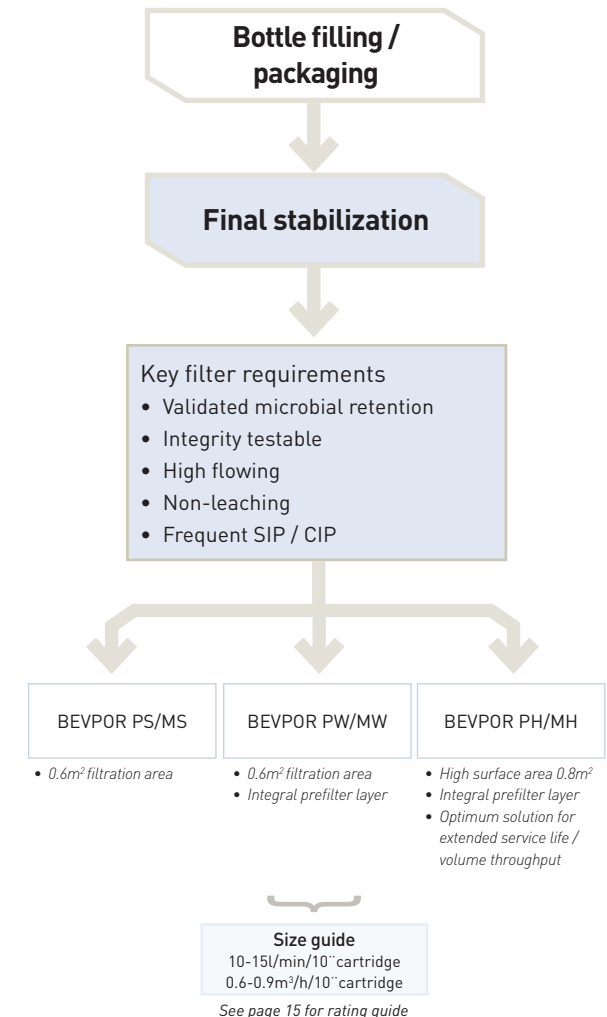 Bottle filling /
packaging
Final stabilization
Key filter requirements
• Validated microbial retention
• Integrity testable
• High flowing
• Non-leaching
• Frequent SIP / CIP
BEVPOR PS/MS
• 0.6m² filtration area
BEVPOR PW/MW
• 0.6m² filtration area
• Integral prefilter layer
BEVPOR PH/MH
• High surface area 0.8m²
• Integral prefilter layer
• Optimum solution for
extended service life /
volume throughput
Size guide
10-15l/min/10¨cartridge
0.6-0.9m³/h/10¨cartridge
See page 15 for rating guide